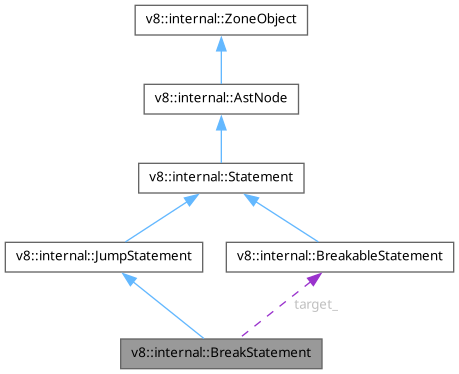 v8::internal::ZoneObject
v8::internal::AstNode
v8::internal::Statement
v8::internal::JumpStatement
v8::internal::BreakableStatement
target_
v8::internal::BreakStatement